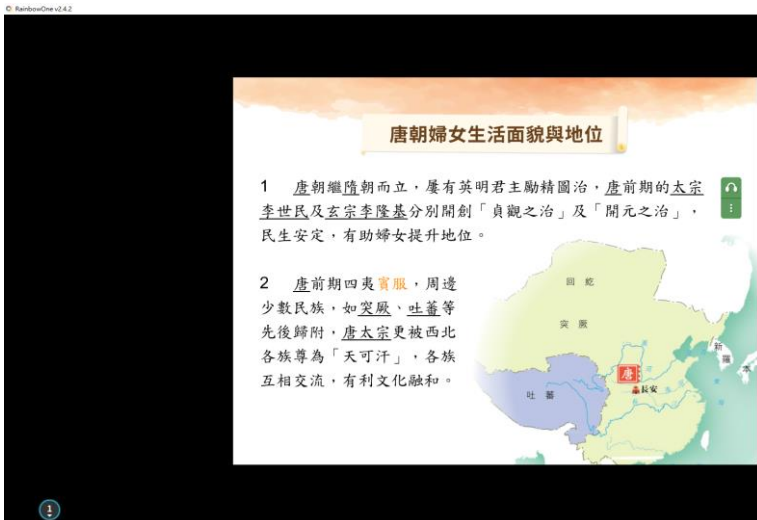 RainbowOne v2.4.2
唐朝婦女生活面貌與地位
1 唐朝繼隋朝而立，屢有英明君主勵精圖治，唐前期的太宗
李世民及玄宗李隆基分別開創「貞觀之治」及「開元之治」，
民生安定，有助婦女提升地位。
2 唐前期四夷賓服，周邊
少數民族，如突厥、吐蕃等
先後歸附，唐太宗更被西北
各族尊為「天可汗」，各族
互相交流，有利文化融和。
回紇
突厥
新羅
本
唐
長安
吐蕃
1